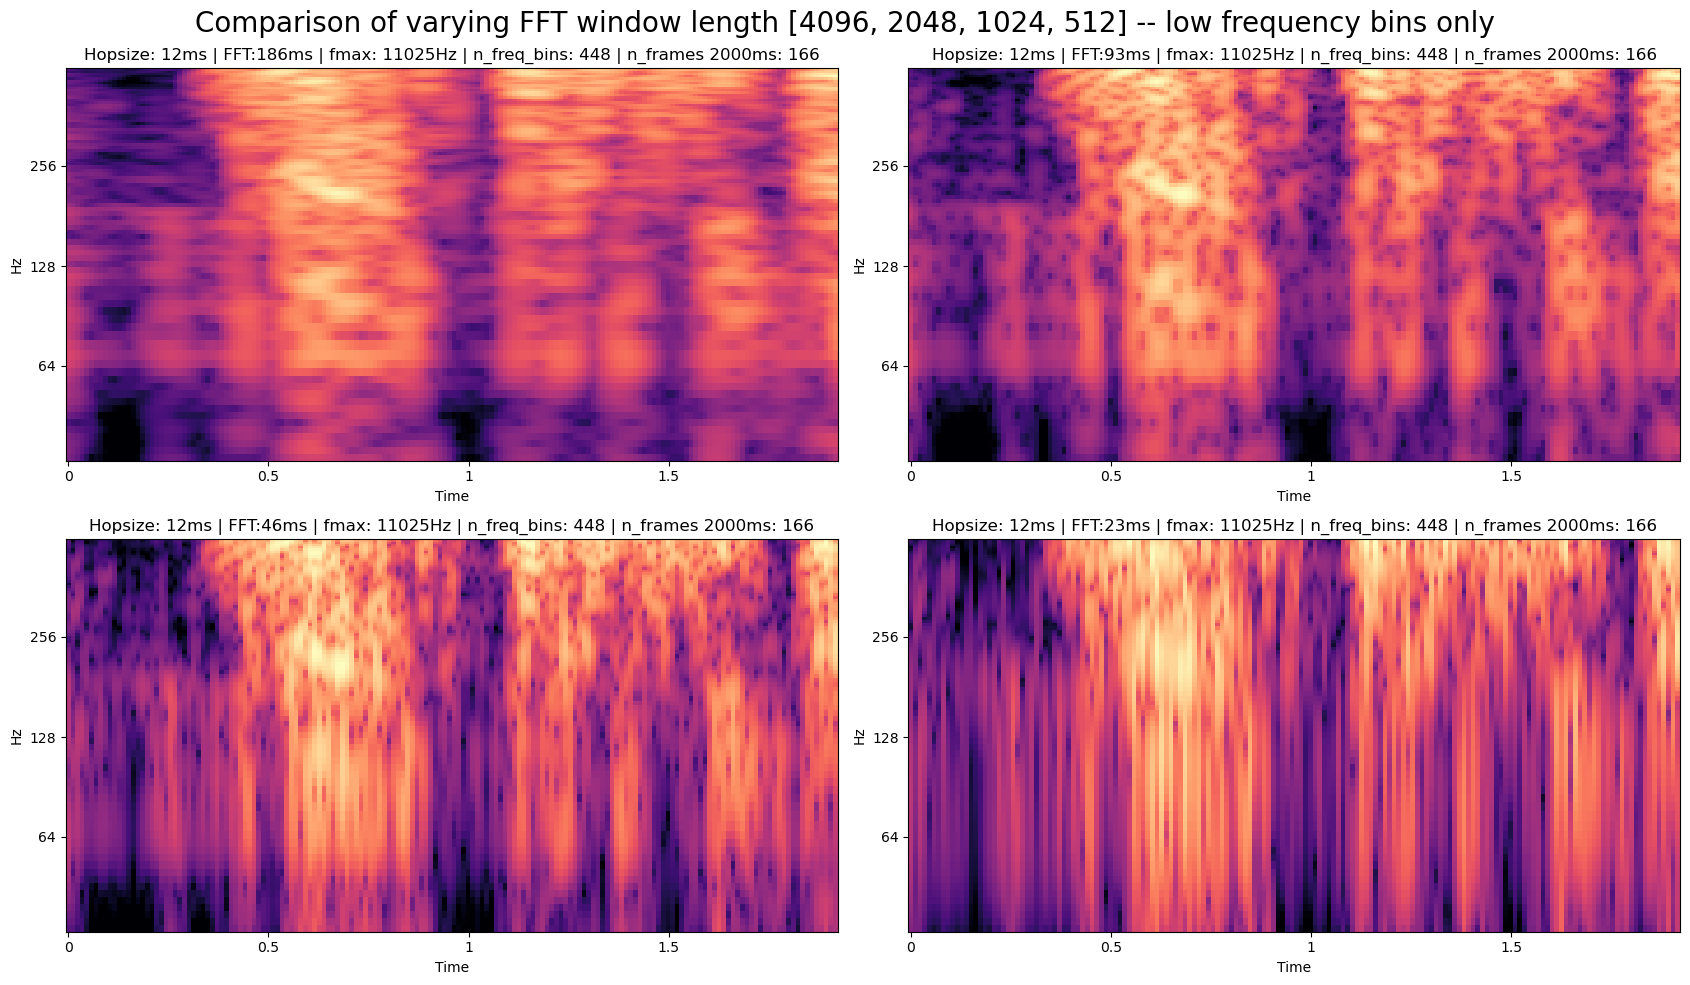 Comparison of varying FFT window length [4096, 2048, 1024, 512] -- low frequency bins only
Hopsize: 12ms | FFT:186ms | fmax: 11025Hz | n_freq_bins: 448 | n_frames 2000ms: 166
256
128
64
Hz
0 0.5 1 1.5
Time
Hopsize: 12ms | FFT:93ms | fmax: 11025Hz | n_freq_bins: 448 | n_frames 2000ms: 166
256
128
64
Hz
0 0.5 1 1.5
Time
Hopsize: 12ms | FFT:46ms | fmax: 11025Hz | n_freq_bins: 448 | n_frames 2000ms: 166
256
128
64
Hz
0 0.5 1 1.5
Time
Hopsize: 12ms | FFT:23ms | fmax: 11025Hz | n_freq_bins: 448 | n_frames 2000ms: 166
256
128
64
Hz
0 0.5 1 1.5
Time